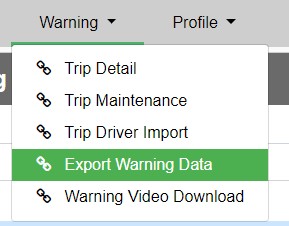 Warning Profile
Trip Detail
Trip Maintenance
Trip Driver Import
Export Warning Data
Warning Video Download